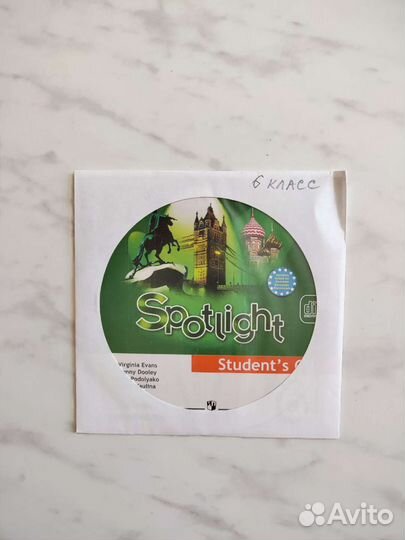 6 класс
Spotlight
Student's
Virginia Evans
Dooley
Podolyako
Avito